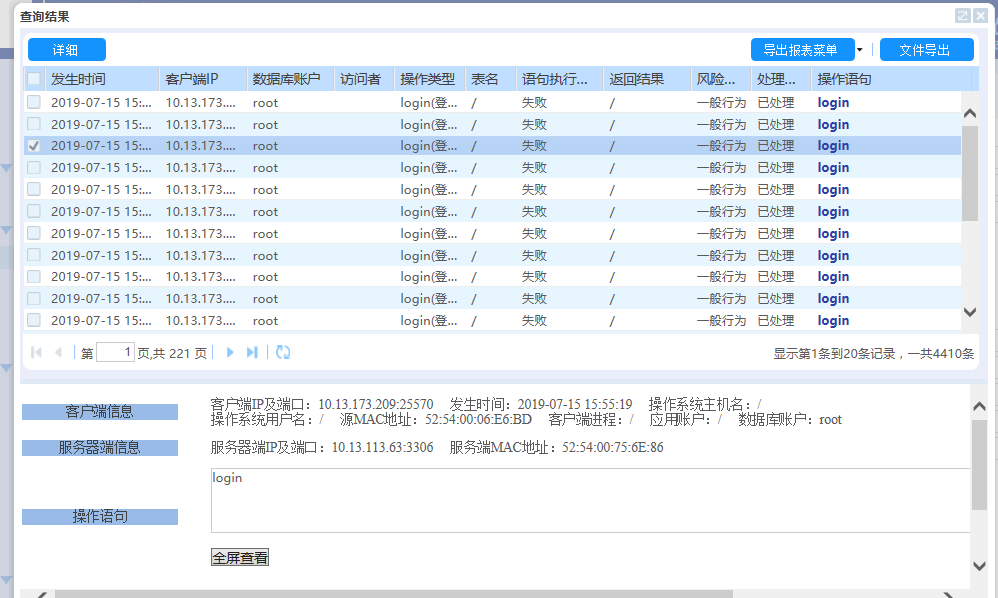 查询结果
详细 导出报表菜单 文件导出
发生时间 客户端IP 数据库账户 访问者 操作类型 表名 语句执行... 返回结果 风险... 处理... 操作语句
2019-07-15 15:... 10.13.173.... root login(登... / 失败 / 一般行为 已处理 login
2019-07-15 15:... 10.13.173.... root login(登... / 失败 / 一般行为 已处理 login
2019-07-15 15:... 10.13.173.... root login(登... / 失败 / 一般行为 已处理 login
2019-07-15 15:... 10.13.173.... root login(登... / 失败 / 一般行为 已处理 login
2019-07-15 15:... 10.13.173.... root login(登... / 失败 / 一般行为 已处理 login
2019-07-15 15:... 10.13.173.... root login(登... / 失败 / 一般行为 已处理 login
2019-07-15 15:... 10.13.173.... root login(登... / 失败 / 一般行为 已处理 login
2019-07-15 15:... 10.13.173.... root login(登... / 失败 / 一般行为 已处理 login
2019-07-15 15:... 10.13.173.... root login(登... / 失败 / 一般行为 已处理 login
2019-07-15 15:... 10.13.173.... root login(登... / 失败 / 一般行为 已处理 login
2019-07-15 15:... 10.13.173.... root login(登... / 失败 / 一般行为 已处理 login
第 1 页,共 221 页 显示第1条到20条记录，一共4410条
客户端信息
客户端IP及端口：10.13.173.209:25570 发生时间：2019-07-15 15:55:19 操作系统主机名：/
操作系统用户名：/ 源MAC地址：52:54:00:06:E6:BD 客户端进程：/ 应用账户：/ 数据库账户：root
服务器端信息 服务器端IP及端口：10.13.113.63:3306 服务端MAC地址：52:54:00:75:6E:86
操作语句
login
全屏查看